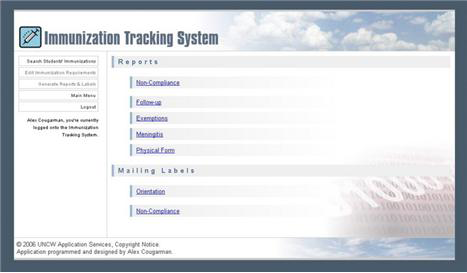 Immunization Tracking System
Search Students' Immunizations
Edit Immunization Requirements
Generate Reports & Labels
Main Menu
Logout
Alex Cougarman, you're currently
logged onto the Immunization
Tracking System.
Reports
Non-Compliance
Follow-up
Exemptions
Meningitis
Physical Form
Mailing Labels
Orientation
Non-Compliance
© 2006 UNCW Application Services, Copyright Notice.
Application programmed and designed by Alex Cougarman.